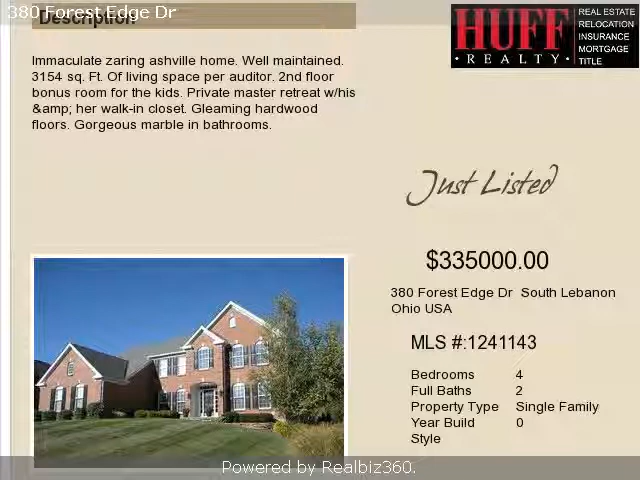 380 Forest Edge Dr
Description
HUFF
REALTY
REAL ESTATE
RELOCATION
INSURANCE
MORTGAGE
TITLE
Immaculate zaring ashville home. Well maintained.
3154 sq. Ft. Of living space per auditor. 2nd floor
bonus room for the kids. Private master retreat w/his
&amp; her walk-in closet. Gleaming hardwood
floors. Gorgeous marble in bathrooms.
Just Listed
$335000.00
380 Forest Edge Dr South Lebanon
Ohio USA
MLS #:1241143
Bedrooms 4
Full Baths 2
Property Type Single Family
Year Build 0
Style
Powered by Realbiz360.